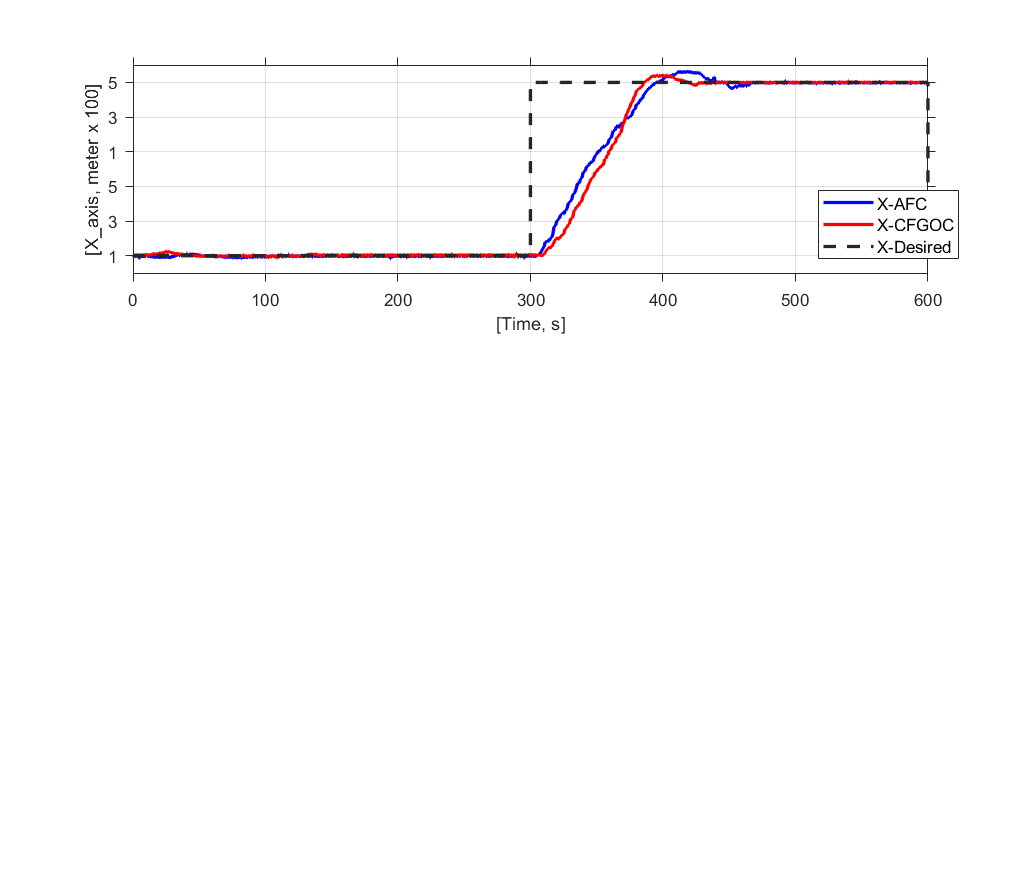 [X_axis, meter x 100]
5
3
1
5
3
1
0 100 200 300 400 500 600
[Time, s]
X-AFC
X-CFGOC
X-Desired